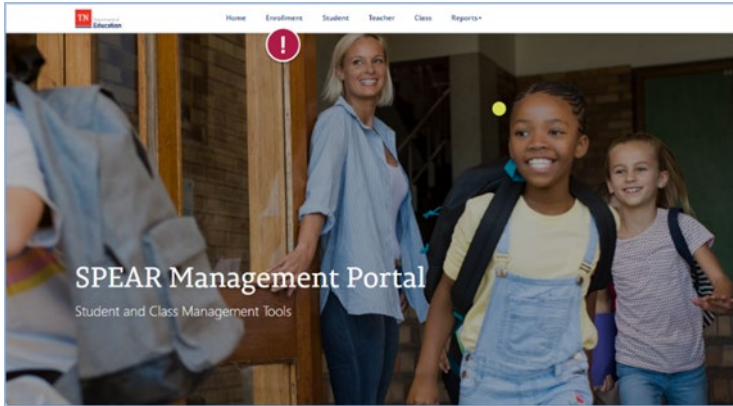 TN
Department of
Education
Home Enrollment Student Teacher Class Reports
!
SPEAR Management Portal
Student and Class Management Tools